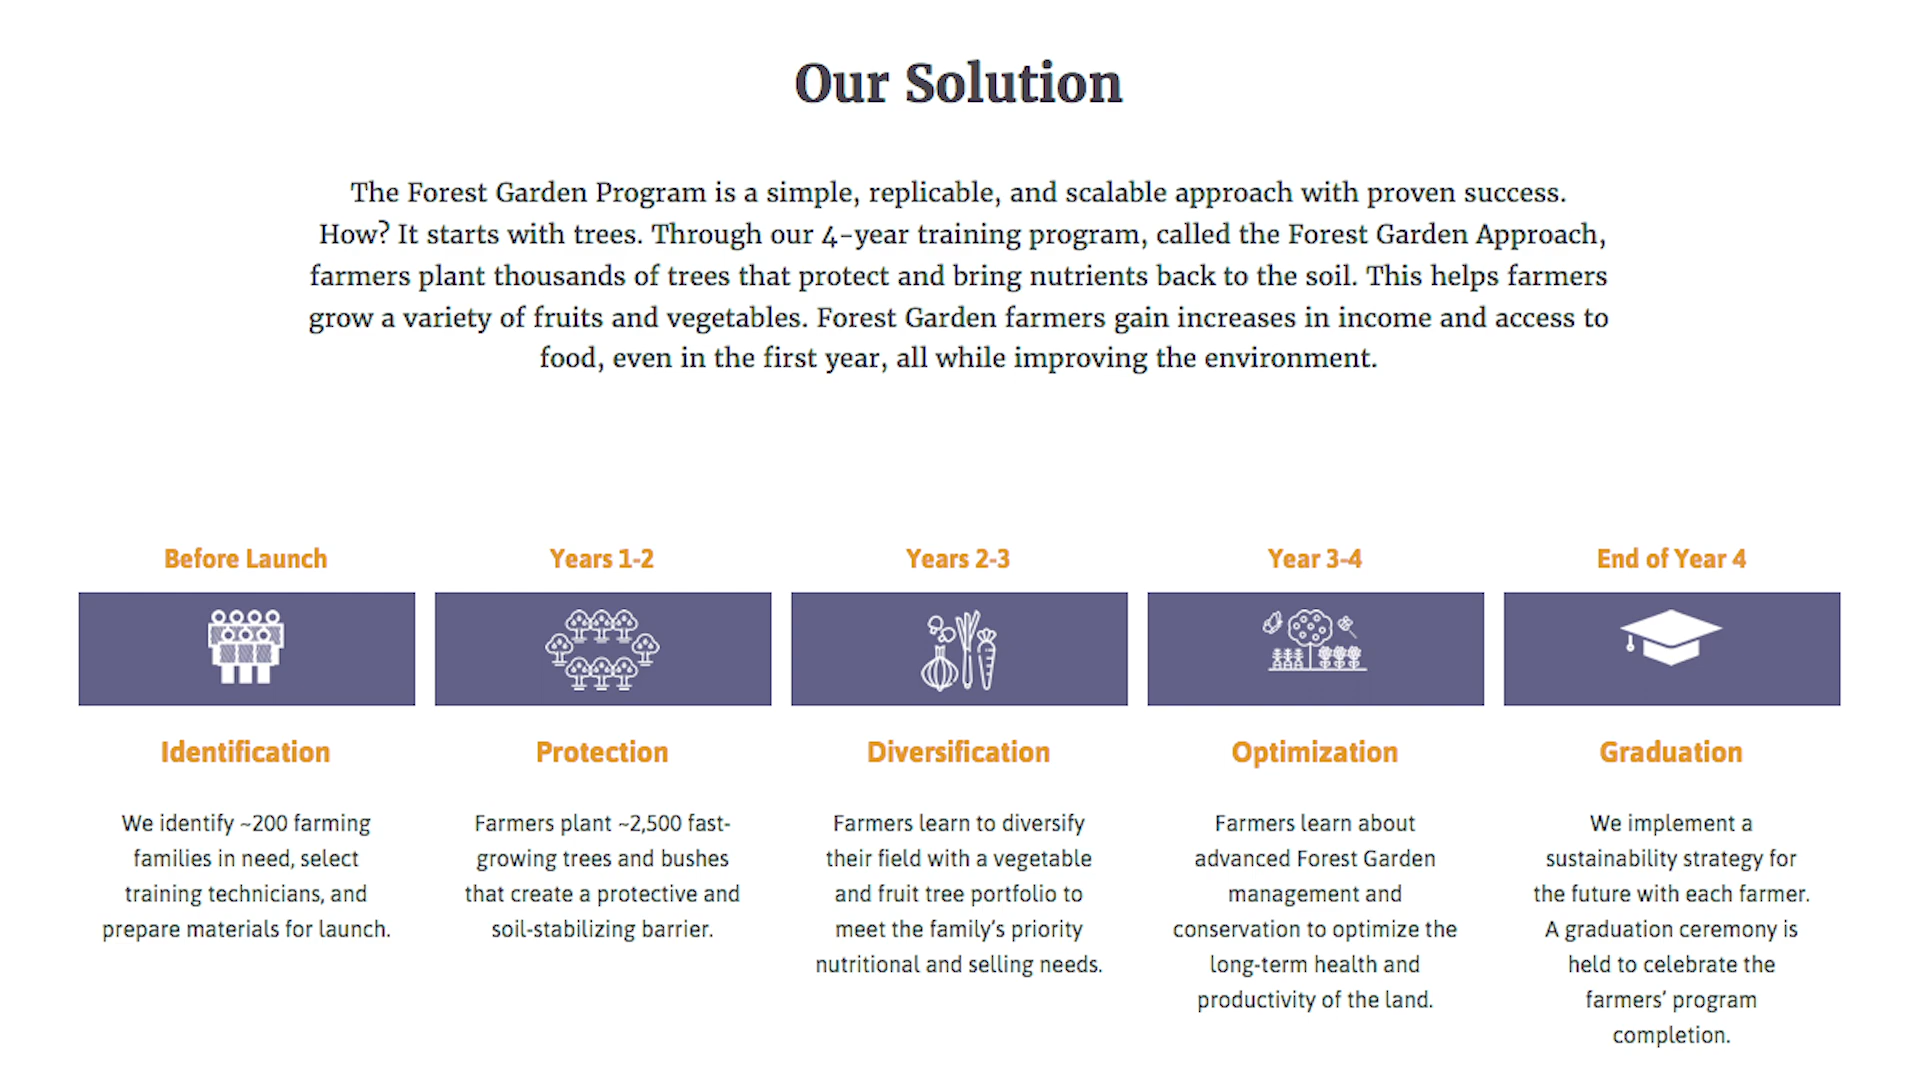 Our Solution
The Forest Garden Program is a simple, replicable, and scalable approach with proven success.
How? It starts with trees. Through our 4-year training program, called the Forest Garden Approach,
farmers plant thousands of trees that protect and bring nutrients back to the soil. This helps farmers
grow a variety of fruits and vegetables. Forest Garden farmers gain increases in income and access to
food, even in the first year, all while improving the environment.
Before Launch
Identification
We identify ~200 farming
families in need, select
training technicians, and
prepare materials for launch.
Years 1-2
Protection
Farmers plant ~2,500 fast-
growing trees and bushes
that create a protective and
soil-stabilizing barrier.
Years 2-3
Diversification
Farmers learn to diversify
their field with a vegetable
and fruit tree portfolio to
meet the family's priority
nutritional and selling needs.
Year 3-4
Optimization
Farmers learn about
advanced Forest Garden
management and
conservation to optimize the
long-term health and
productivity of the land.
End of Year 4
Graduation
We implement a
sustainability strategy for
the future with each farmer.
A graduation ceremony is
held to celebrate the
farmers' program
completion.